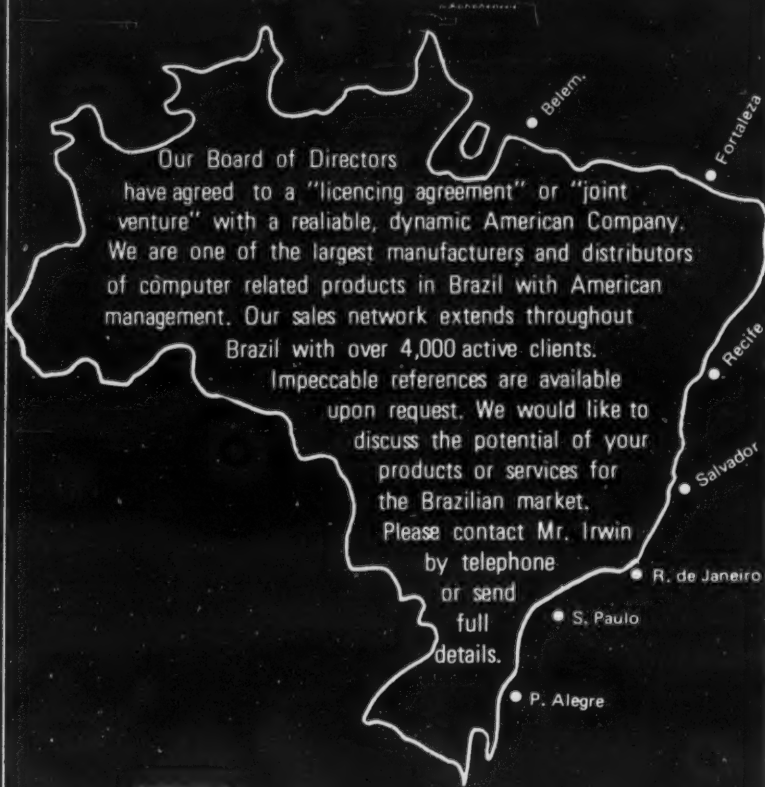 Our Board of Directors
have agreed to a "licencing agreement" or "joint
venture" with a realiable, dynamic American Company.
We are one of the largest manufacturers and distributors
of computer related products in Brazil with American
management. Our sales network extends throughout
Brazil with over 4,000 active clients.
Impeccable references are available
upon request. We would like to
discuss the potential of your
products or services for
the Brazilian market.
Please contact Mr. Irwin
by telephone
or send
full
details.
Belem.
Fortaleza
Recife
Salvador
R. de Janeiro
S. Paulo
P. Alegre